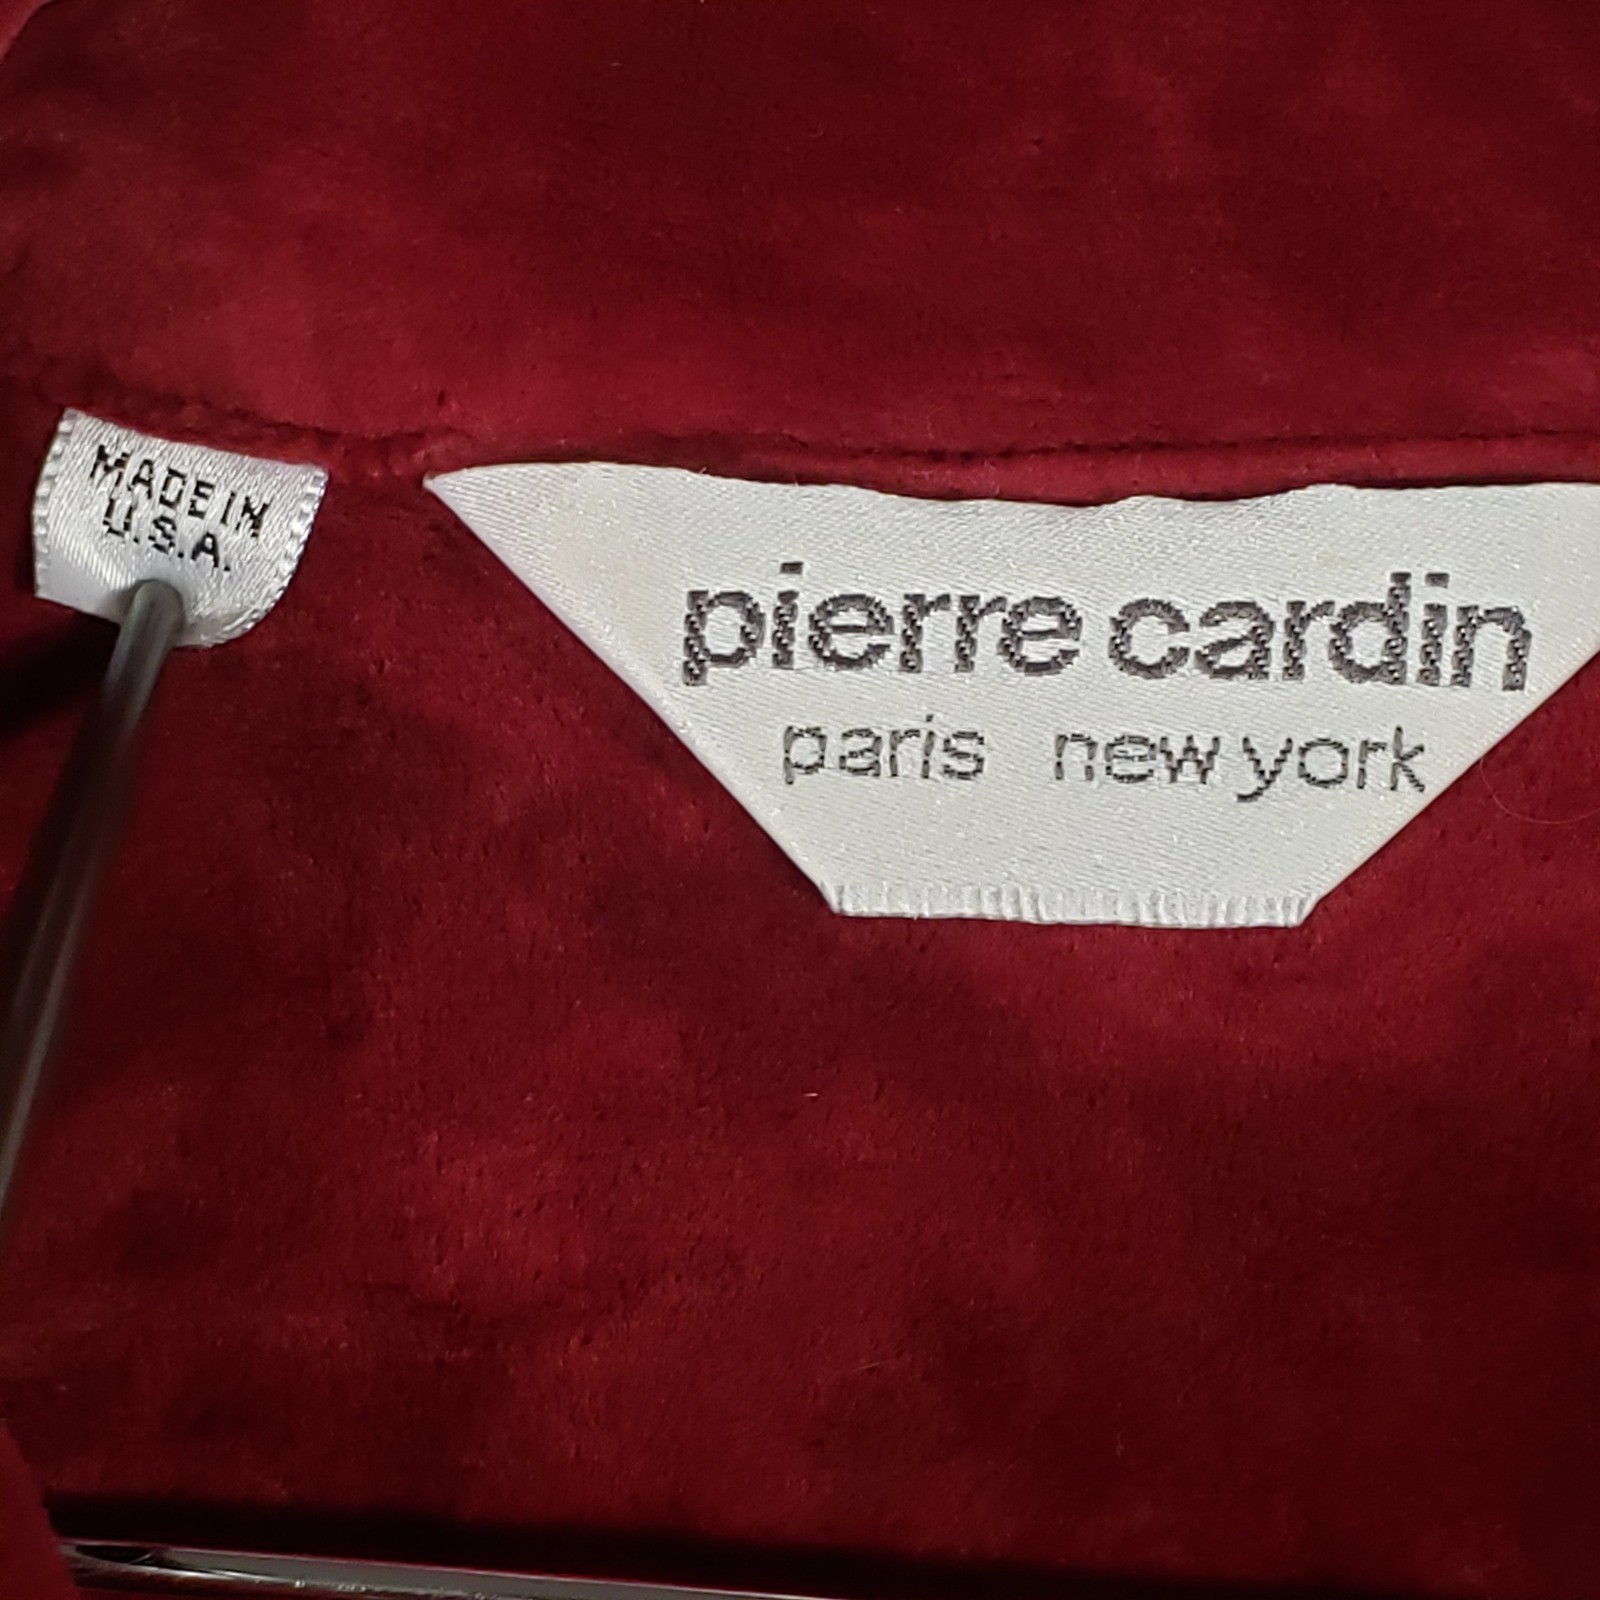 MADE IN
U.S.A.
pierre cardin
paris new york